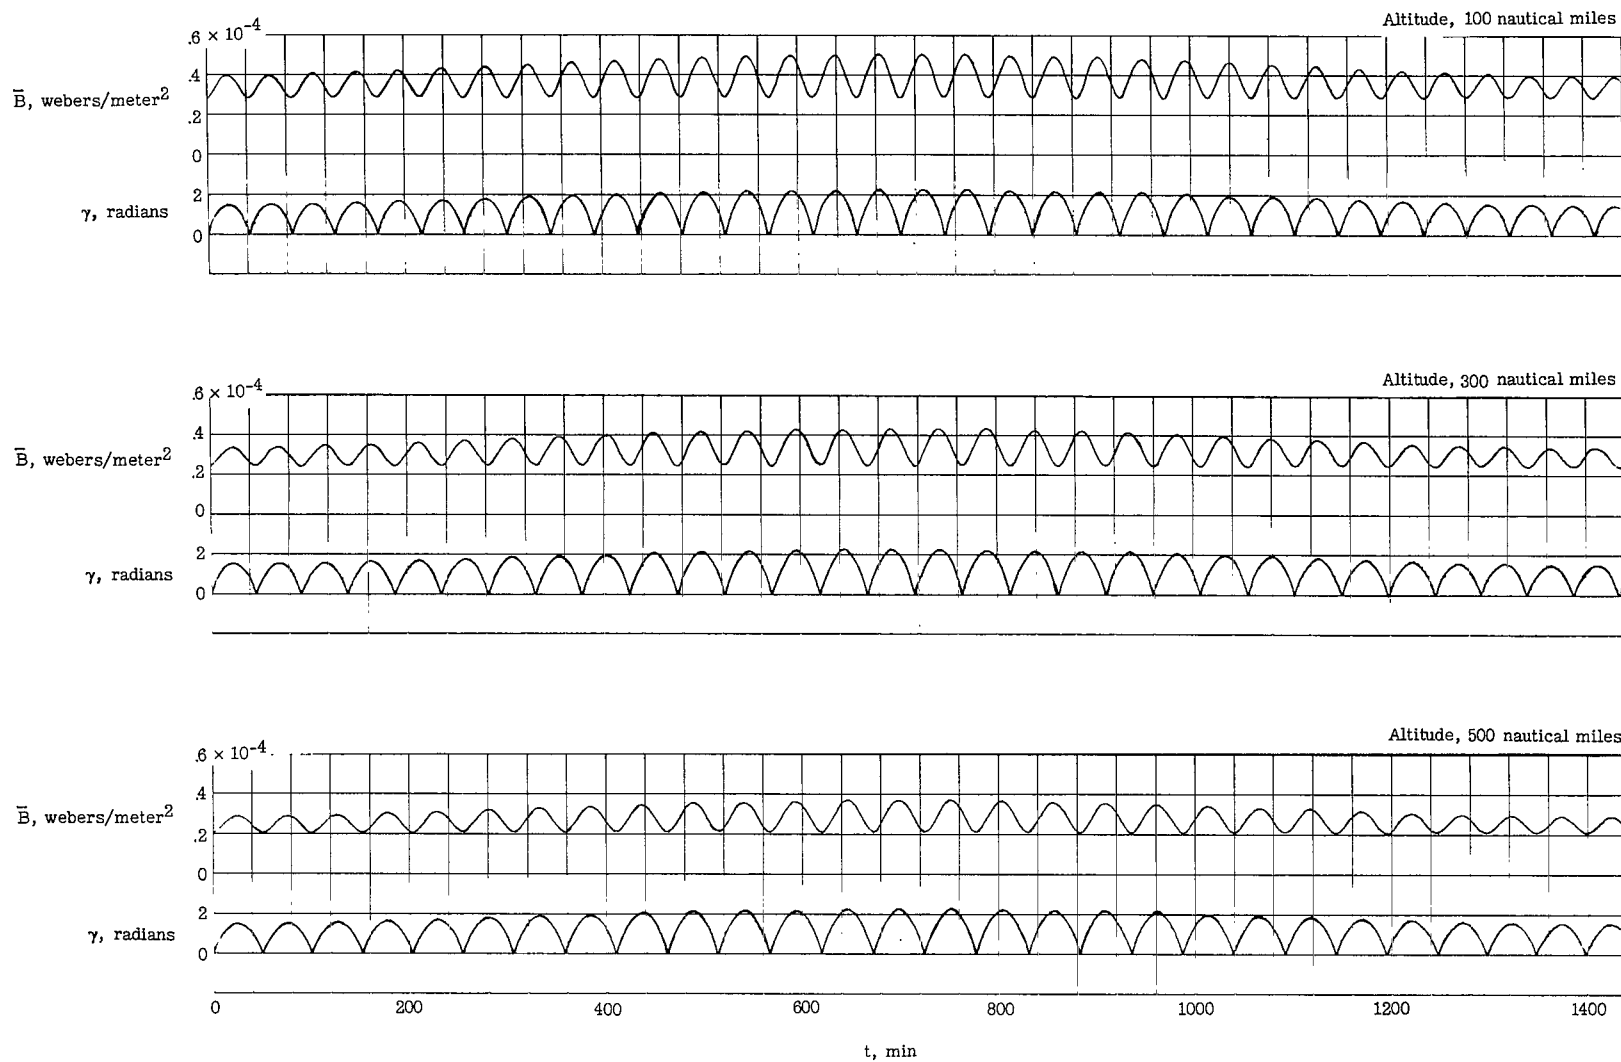 Altitude, 100 nautical miles
.6 × 10⁻⁴
.4
B̄, webers/meter²
.2
0
2
γ, radians
0
Altitude, 300 nautical miles
.6 × 10⁻⁴
.4
B̄, webers/meter²
.2
0
2
γ, radians
0
Altitude, 500 nautical miles
.6 × 10⁻⁴
.4
B̄, webers/meter²
.2
0
2
γ, radians
0
0 200 400 600 800 1000 1200 1400
t, min